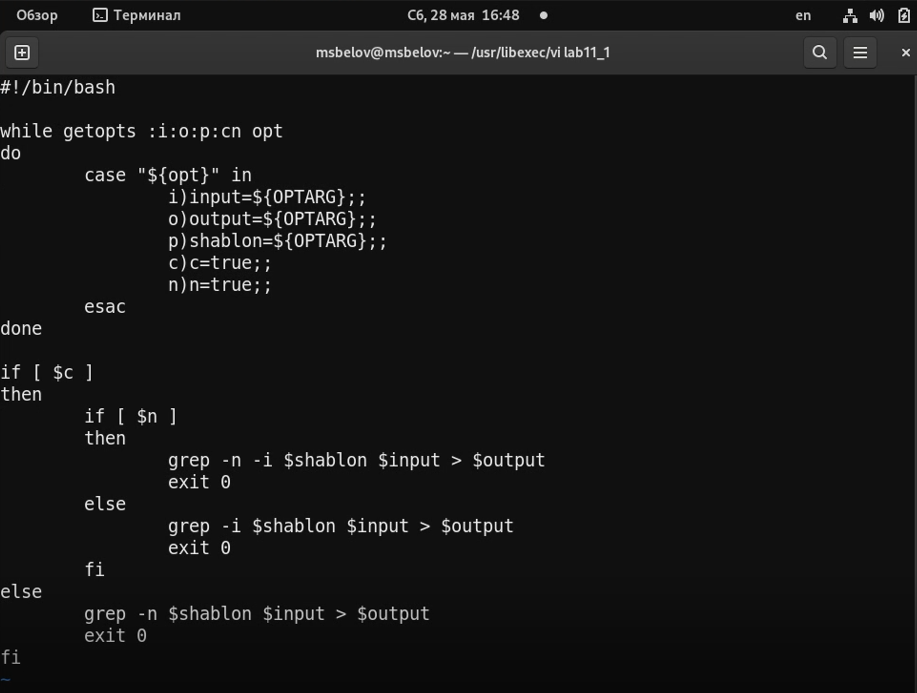 Обзор Терминал Сб, 28 мая 16:48 en
msbelov@msbelov:~ — /usr/libexec/vi lab11_1
#!/bin/bash

while getopts :i:o:p:cn opt
do
        case "${opt}" in
                i)input=${OPTARG};;
                o)output=${OPTARG};;
                p)shablon=${OPTARG};;
                c)c=true;;
                n)n=true;;
        esac
done

if [ $c ]
then
        if [ $n ]
        then
                grep -n -i $shablon $input > $output
                exit 0
        else
                grep -i $shablon $input > $output
                exit 0
        fi
else
        grep -n $shablon $input > $output
        exit 0
fi
~